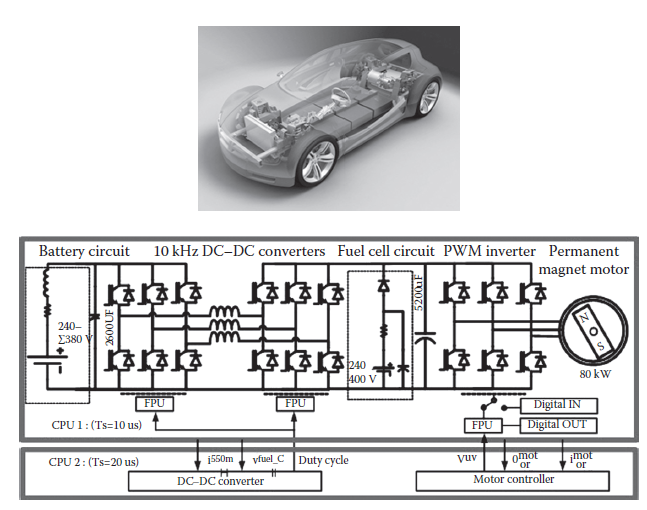 Battery circuit 10 kHz DC–DC converters Fuel cell circuit PWM inverter Permanent
magnet motor
N
S
240–
Σ380 V
2600UF
5200uF
240
400 V
80 kW
FPU
FPU
Digital IN
FPU
Digital OUT
CPU 1 : (Ts=10 us)
CPU 2 : (Ts=20 us)
i550m
vfuel_C
Duty cycle
Vuv
θmot
or
imot
or
DC–DC converter
Motor controller